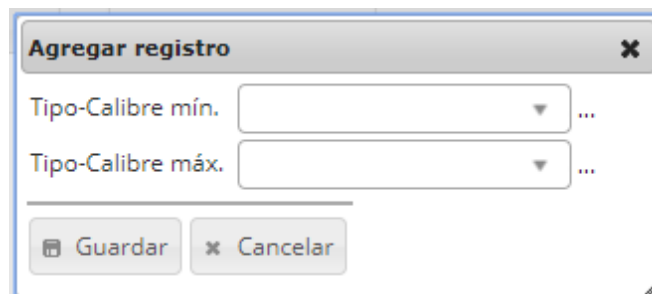 Agregar registro
Tipo-Calibre mín. ...
Tipo-Calibre máx. ...
Guardar Cancelar